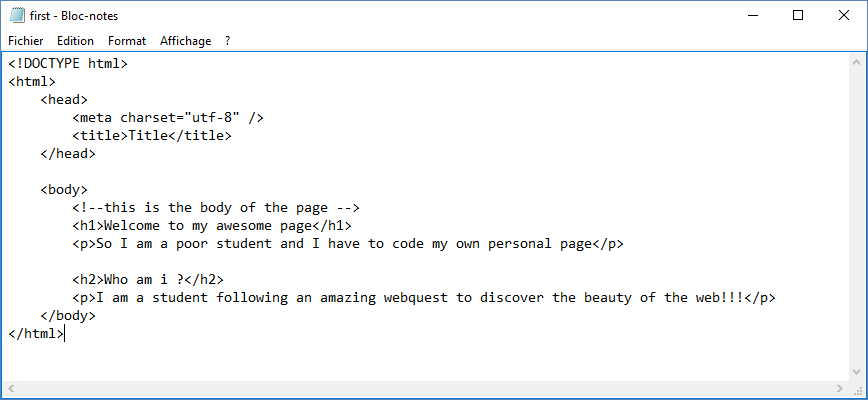 first - Bloc-notes
Fichier Edition Format Affichage ?
<!DOCTYPE html>
<html>
    <head>
        <meta charset="utf-8" />
        <title>Title</title>
    </head>

    <body>
        <!--this is the body of the page -->
        <h1>Welcome to my awesome page</h1>
        <p>So I am a poor student and I have to code my own personal page</p>

        <h2>Who am i ?</h2>
        <p>I am a student following an amazing webquest to discover the beauty of the web!!!</p>
    </body>
</html>